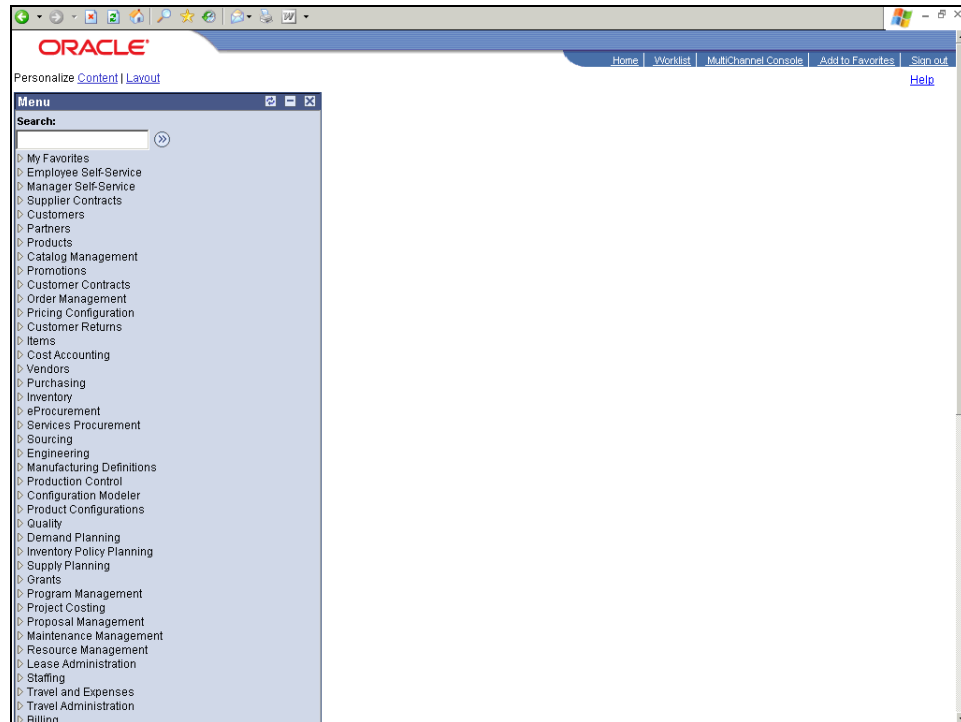 ORACLE
Home | Worklist | MultiChannel Console | Add to Favorites | Sign out
Personalize Content | Layout
Help
Menu
Search:
My Favorites
Employee Self-Service
Manager Self-Service
Supplier Contracts
Customers
Partners
Products
Catalog Management
Promotions
Customer Contracts
Order Management
Pricing Configuration
Customer Returns
Items
Cost Accounting
Vendors
Purchasing
Inventory
eProcurement
Services Procurement
Sourcing
Engineering
Manufacturing Definitions
Production Control
Configuration Modeler
Product Configurations
Quality
Demand Planning
Inventory Policy Planning
Supply Planning
Grants
Program Management
Project Costing
Proposal Management
Maintenance Management
Resource Management
Lease Administration
Staffing
Travel and Expenses
Travel Administration
Billing